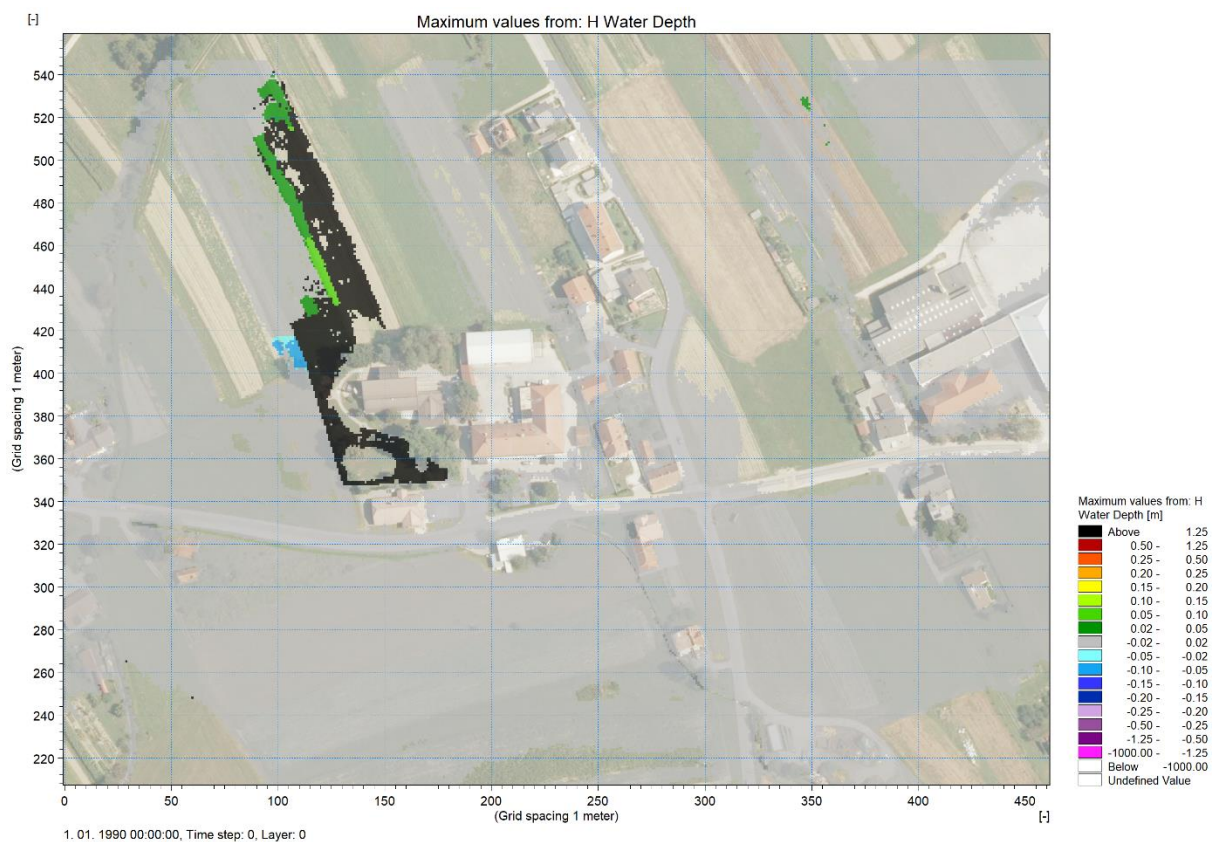 [-]
Maximum values from: H Water Depth
540
520
500
480
460
440
420
400
380
360
340
320
300
280
260
240
220
(Grid spacing 1 meter)
0 50 100 150 200 250 300 350 400 450
(Grid spacing 1 meter) [-]
1. 01. 1990 00:00:00, Time step: 0, Layer: 0
Maximum values from: H
Water Depth [m]
Above 1.25
0.50 - 1.25
0.25 - 0.50
0.20 - 0.25
0.15 - 0.20
0.10 - 0.15
0.05 - 0.10
0.02 - 0.05
-0.02 - 0.02
-0.05 - -0.02
-0.10 - -0.05
-0.15 - -0.10
-0.20 - -0.15
-0.25 - -0.20
-0.50 - -0.25
-1.25 - -0.50
-1000.00 - -1.25
Below -1000.00
Undefined Value